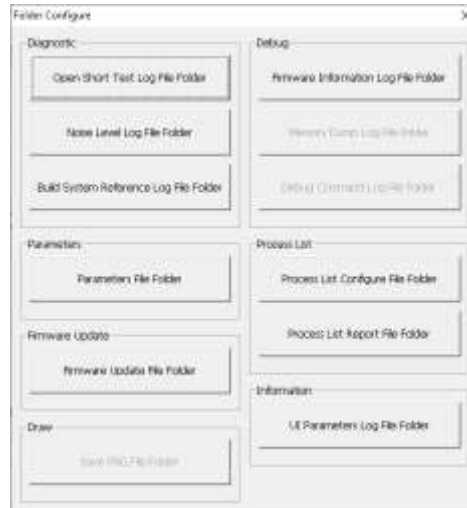 Folder Configure
Diagnostic
Open Short Test Log File Folder
Noise Level Log File Folder
Build System Reference Log File Folder
Parameters
Parameters File Folder
Firmware Update
Firmware Update File Folder
Draw
Save PNG File Folder
Debug
Firmware Information Log File Folder
Memory Dump Log File Folder
Debug Command Log File Folder
Process List
Process List Configure File Folder
Process List Report File Folder
Information
UI Parameters Log File Folder